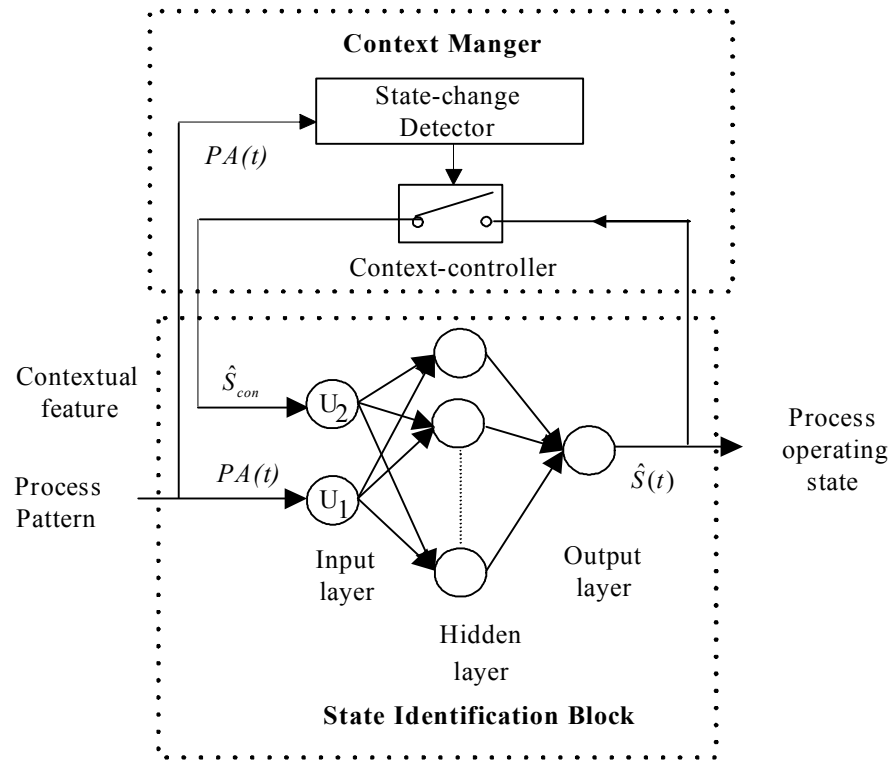 Context Manger
State-change
Detector
PA(t)
Context-controller
Contextual
feature
Ŝcon
U2
Process
operating
state
Process
Pattern
PA(t)
U1
Ŝ(t)
Input
layer
Output
layer
Hidden
layer
State Identification Block